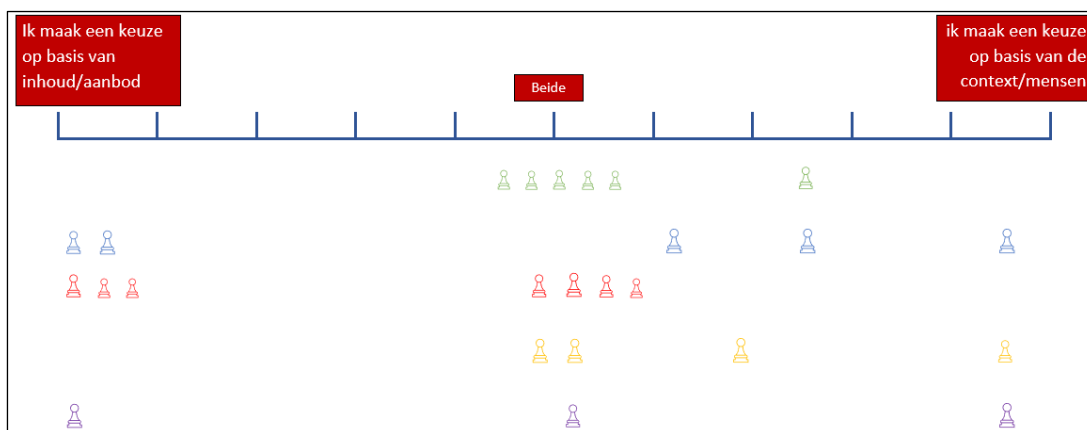 Ik maak een keuze
op basis van
inhoud/aanbod
Beide
ik maak een keuze
op basis van de
context/mensen